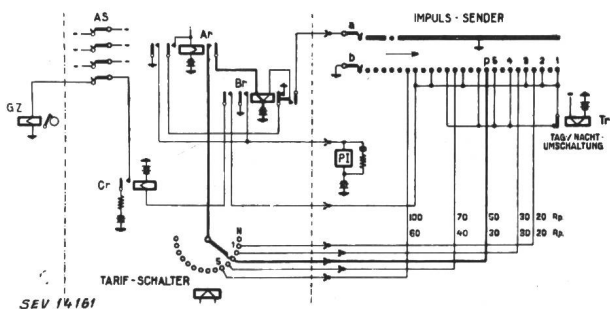 AS
Ar
IMPULS - SENDER
a
b
p 5 4 3 2 1
Br
GZ
Tr
TAG-/NACHT-
UMSCHALTUNG
PI
Cr
100 70 50 30 20 Rp.
60 40 30 30 20 Rp.
N
1
5
TARIF - SCHALTER
SEV 14161